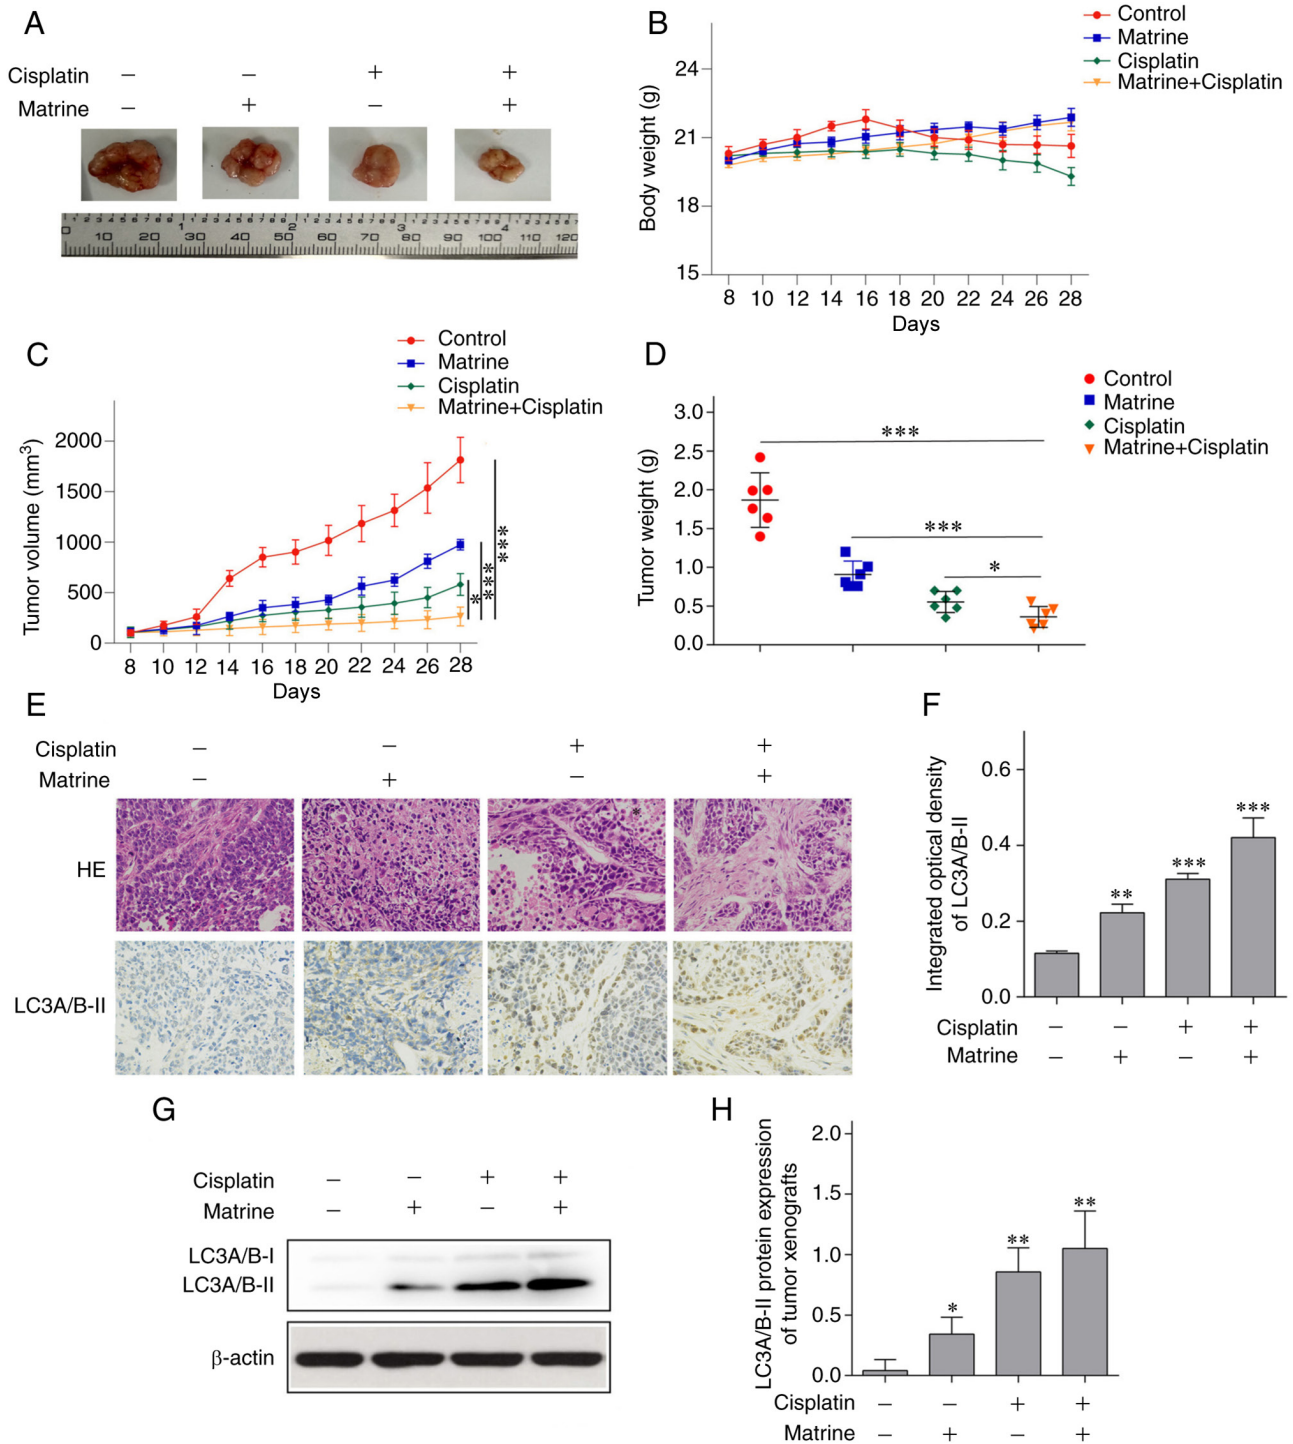 A
Cisplatin – – + +
Matrine – + – +
0 10 20 30 40 50 60 70 80 90 100 110 120
B
Control
Matrine
Cisplatin
Matrine+Cisplatin
Body weight (g)
24
21
18
15
8 10 12 14 16 18 20 22 24 26 28
Days
C
Control
Matrine
Cisplatin
Matrine+Cisplatin
Tumor volume (mm³)
2000
1500
1000
500
0
8 10 12 14 16 18 20 22 24 26 28
Days
***
***
*
D
Control
Matrine
Cisplatin
Matrine+Cisplatin
Tumor weight (g)
3.0
2.5
2.0
1.5
1.0
0.5
0.0
***
***
*
E
Cisplatin – – + +
Matrine – + – +
HE
*
LC3A/B-II
F
Integrated optical density
of LC3A/B-II
0.6
0.4
0.2
0.0
** *** ***
Cisplatin – – + +
Matrine – + – +
G
Cisplatin – – + +
Matrine – + – +
LC3A/B-I
LC3A/B-II
β-actin
H
LC3A/B-II protein expression
of tumor xenografts
2.0
1.5
1.0
0.5
0.0
* ** **
Cisplatin – – + +
Matrine – + – +